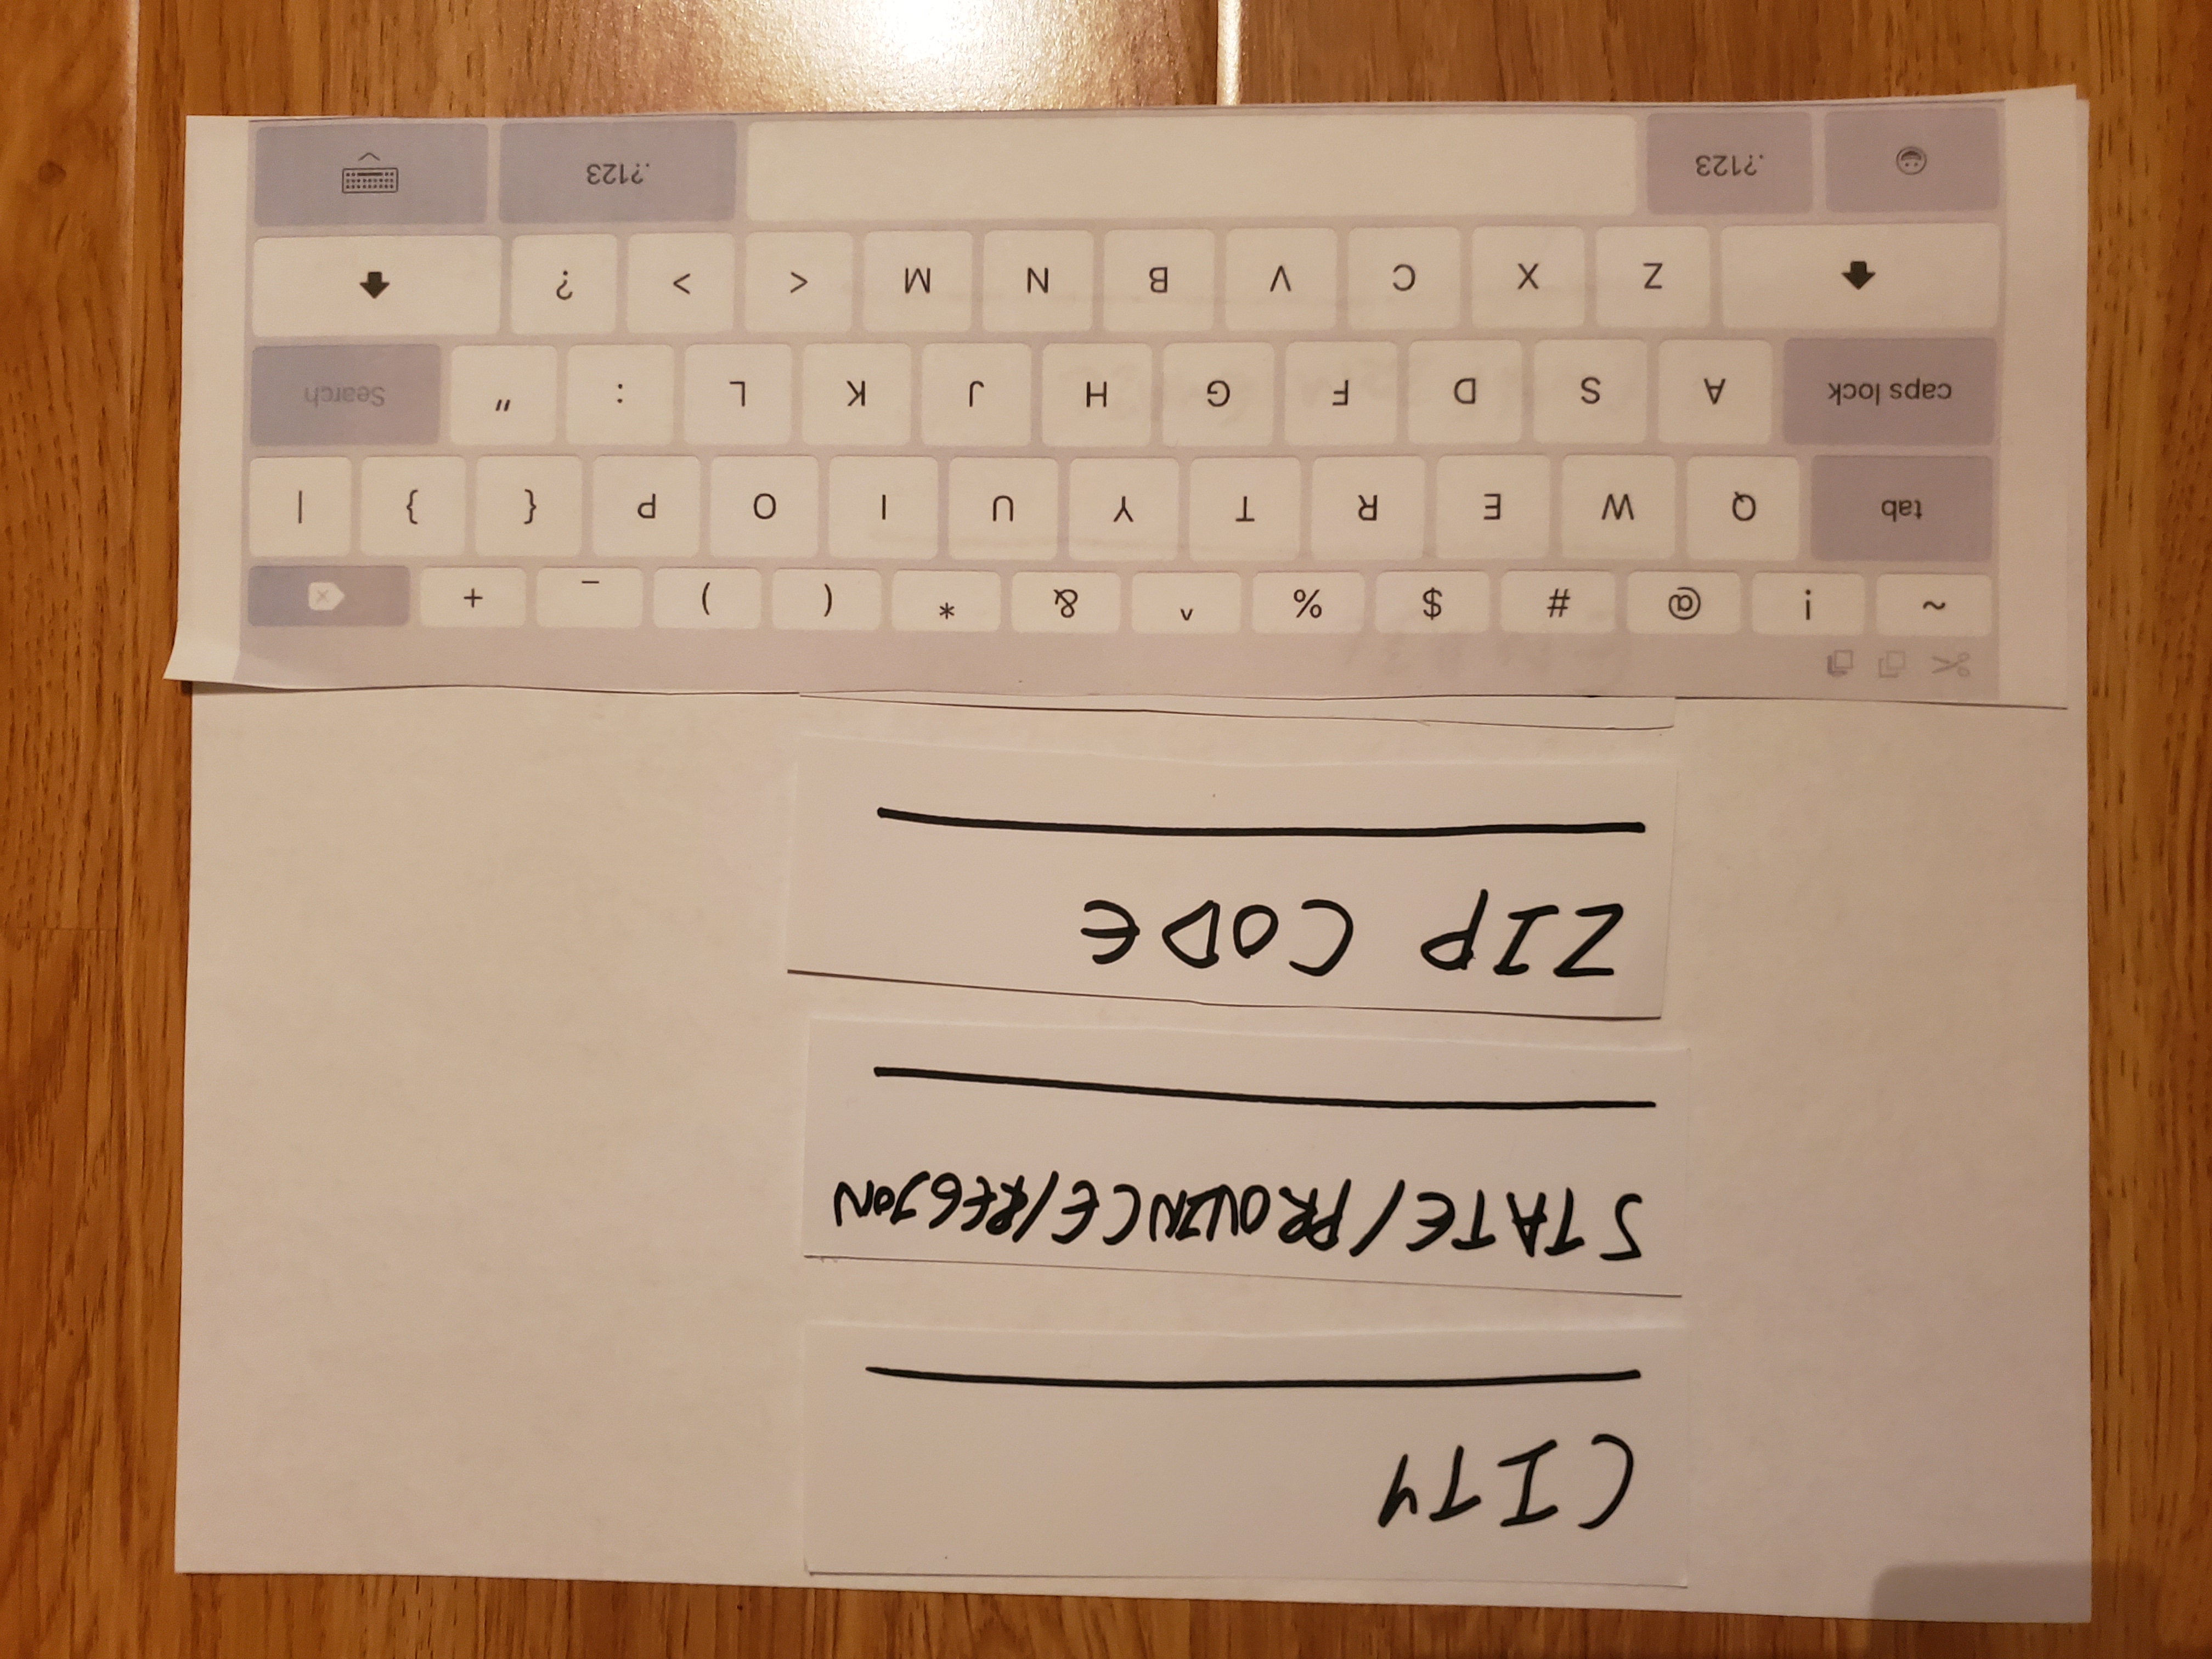 CITY
STATE/PROVINCE/REGION
ZIP CODE
~ ! @ # $ % ^ & * ( ) _ +
tab Q W E R T Y U I O P { } |
caps lock A S D F G H J K L : " Search
Z X C V B N M < > ?
.?123 .?123